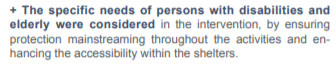 + The specific needs of persons with disabilities and
elderly were considered in the intervention, by ensuring
protection mainstreaming throughout the activities and en-
hancing the accessibility within the shelters.